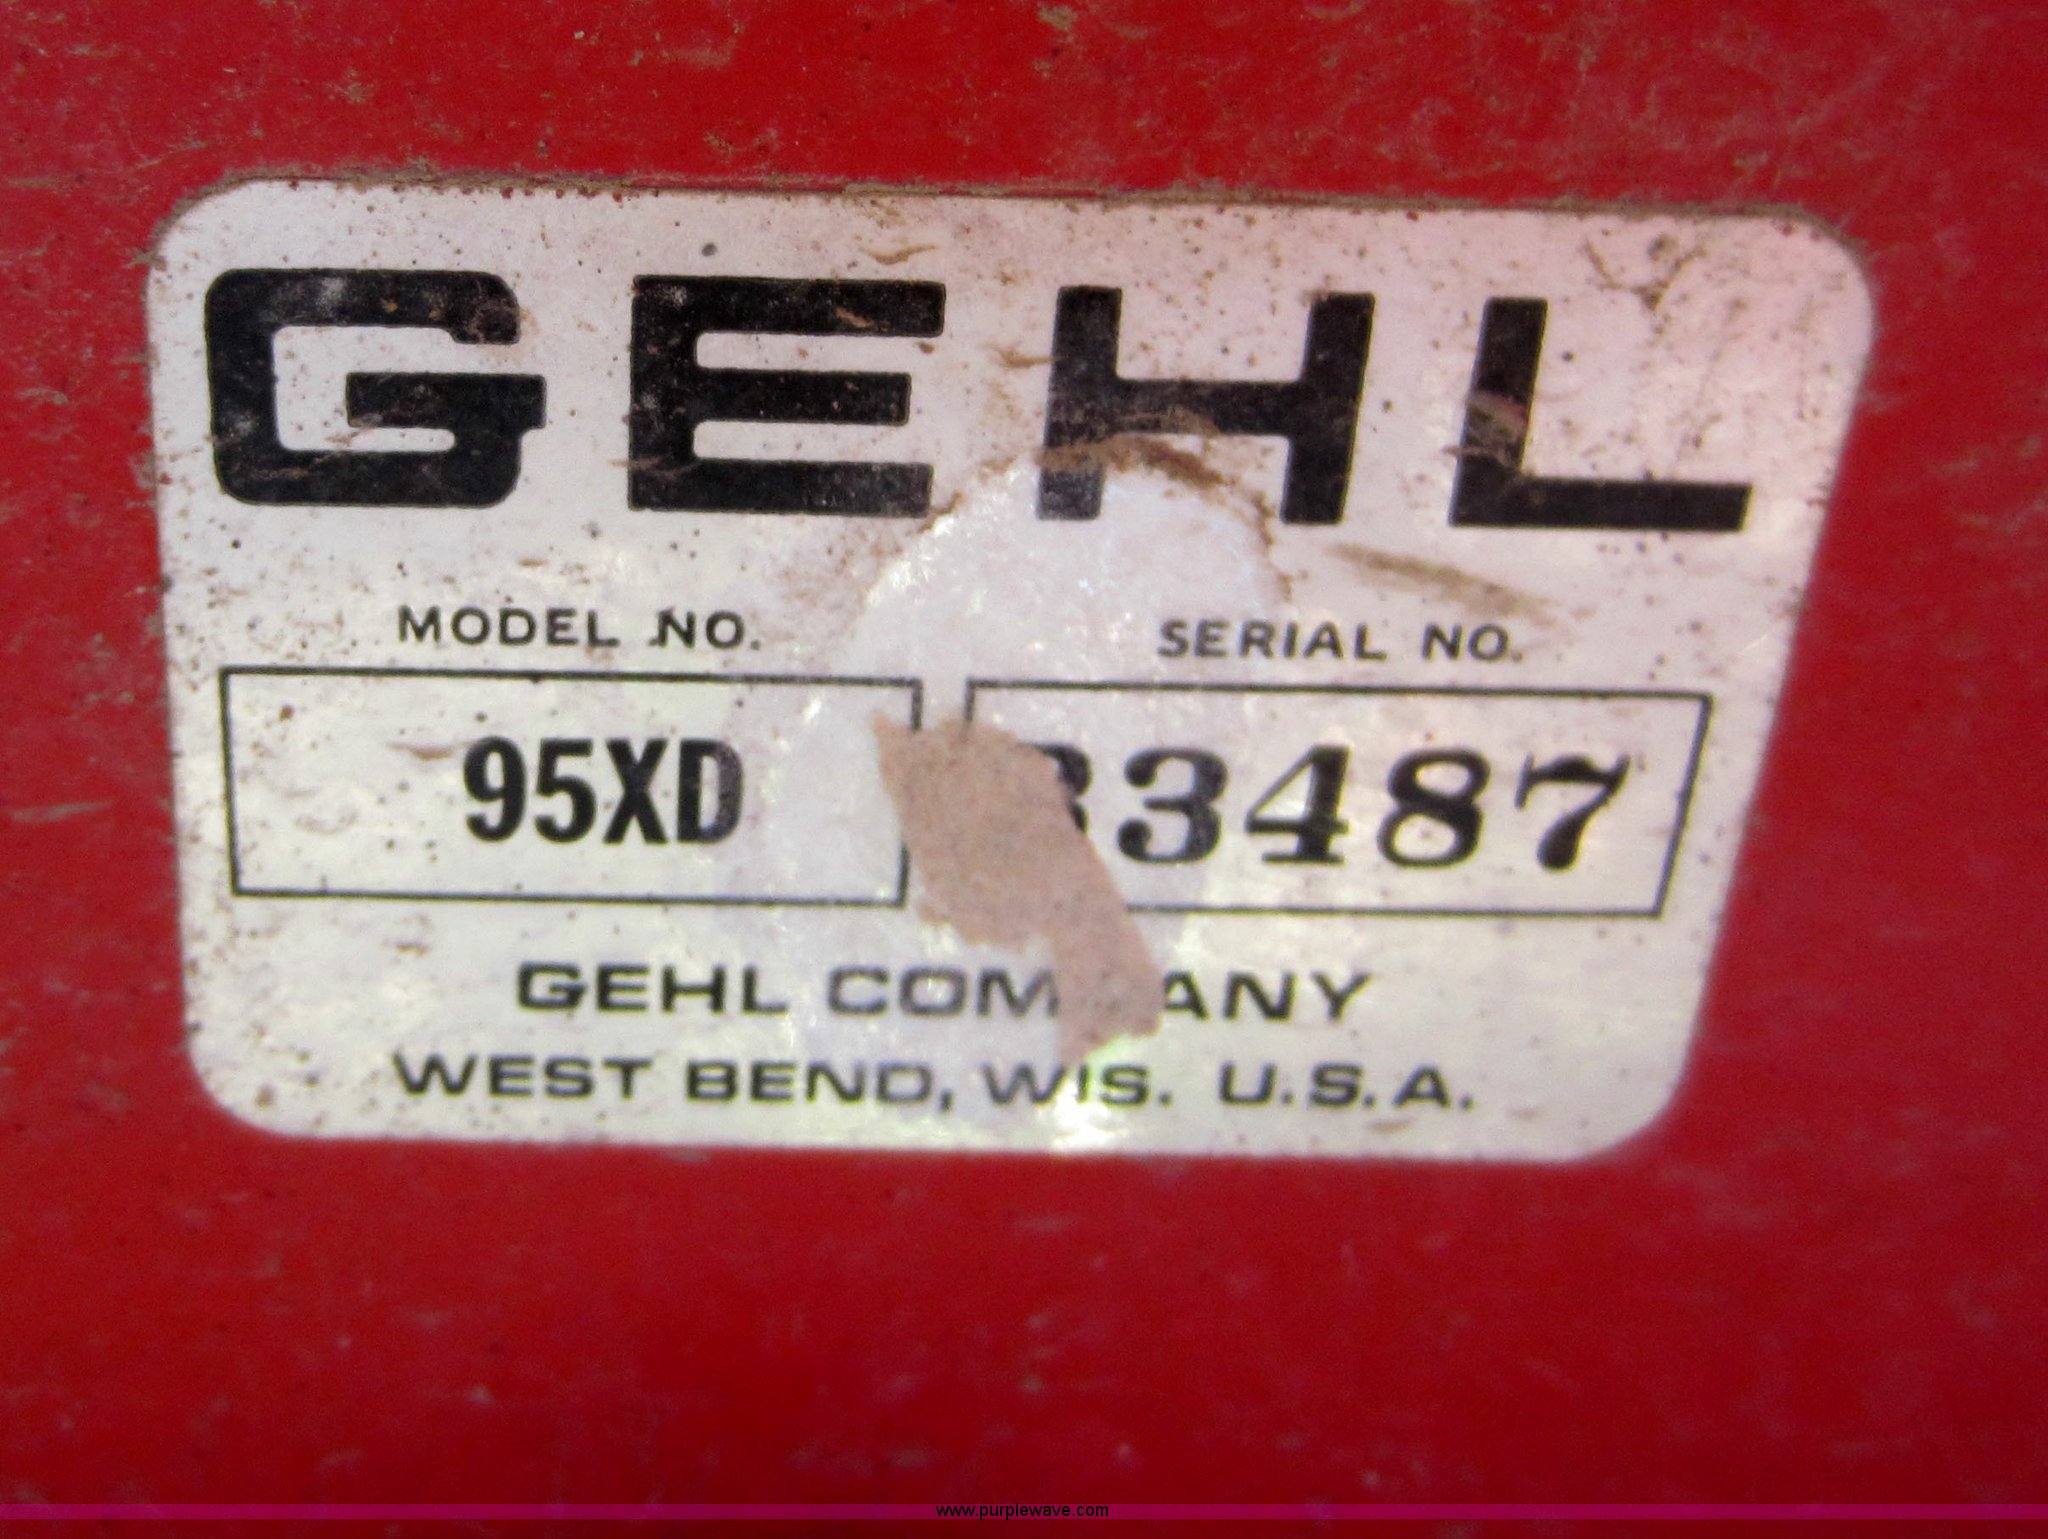 GEHL
MODEL NO. SERIAL NO.
95XD 3487
GEHL COM ANY
WEST BEND, WIS. U.S.A.
www.purplewave.com